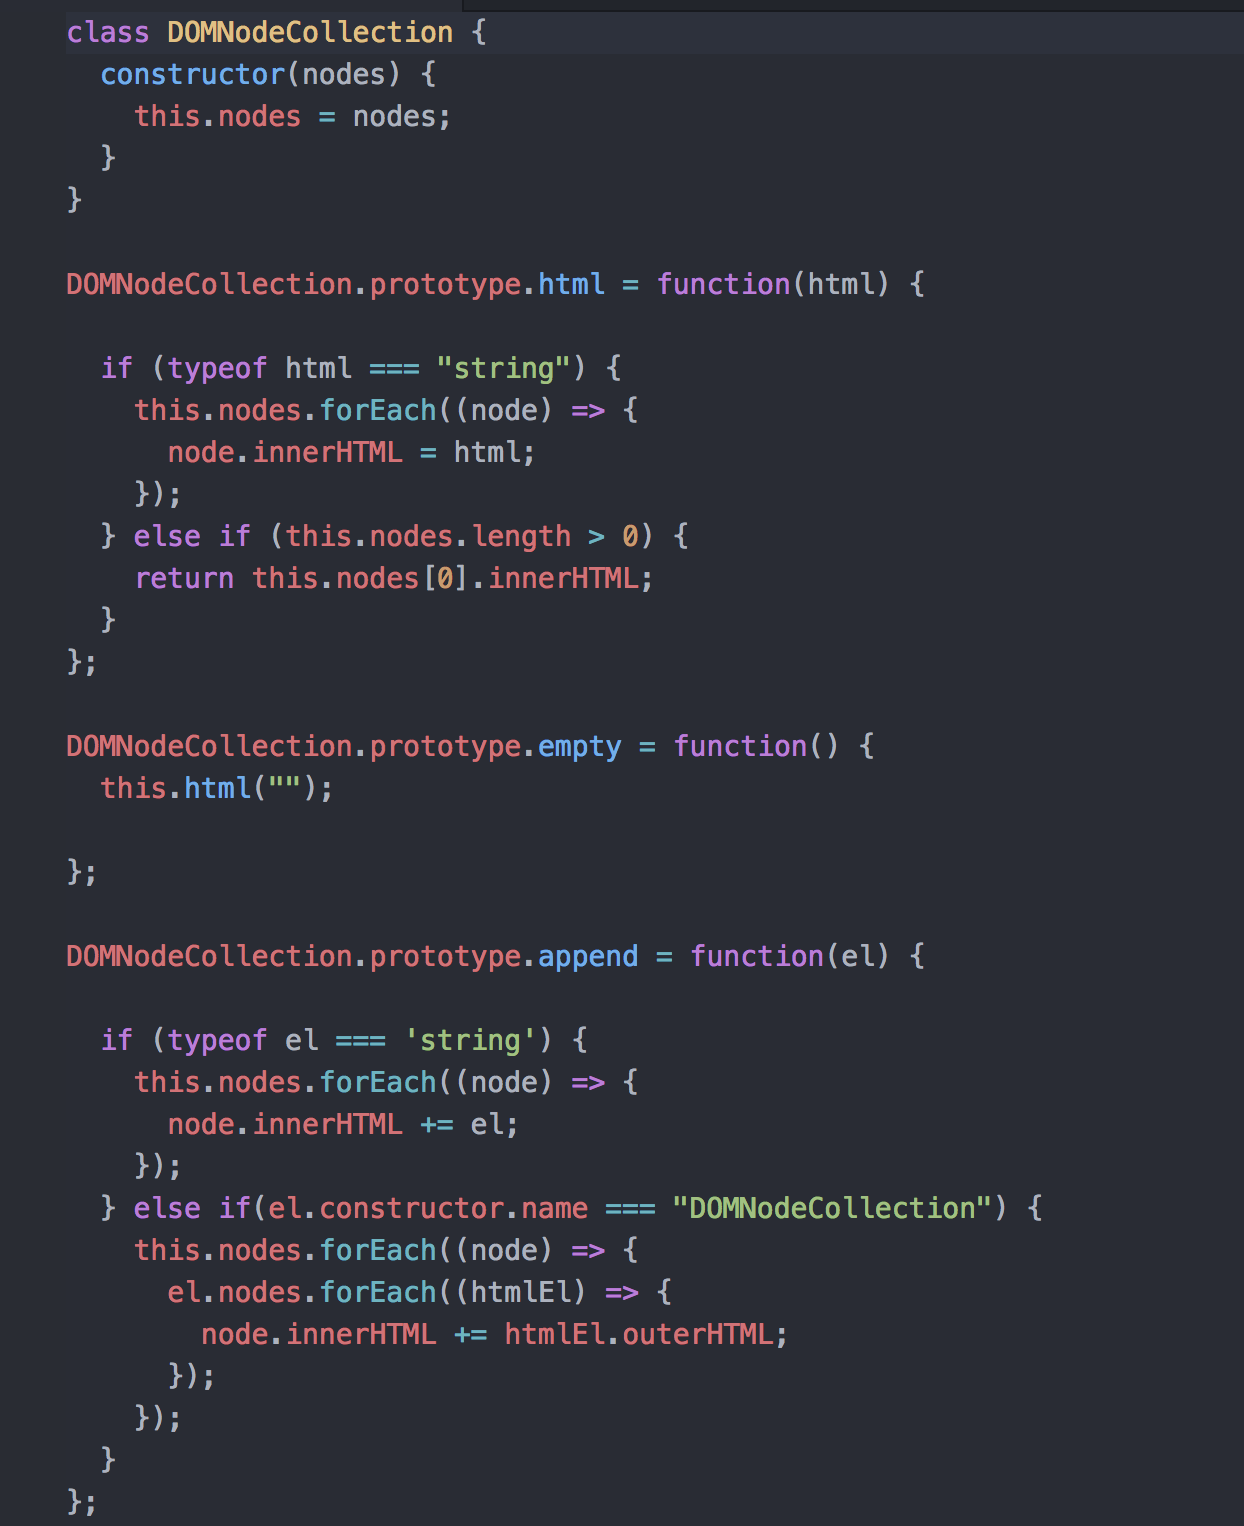 class DOMNodeCollection {
  constructor(nodes) {
    this.nodes = nodes;
  }
}

DOMNodeCollection.prototype.html = function(html) {

  if (typeof html === "string") {
    this.nodes.forEach((node) => {
      node.innerHTML = html;
    });
  } else if (this.nodes.length > 0) {
    return this.nodes[0].innerHTML;
  }
};

DOMNodeCollection.prototype.empty = function() {
  this.html("");

};

DOMNodeCollection.prototype.append = function(el) {

  if (typeof el === 'string') {
    this.nodes.forEach((node) => {
      node.innerHTML += el;
    });
  } else if(el.constructor.name === "DOMNodeCollection") {
    this.nodes.forEach((node) => {
      el.nodes.forEach((htmlEl) => {
        node.innerHTML += htmlEl.outerHTML;
      });
    });
  }
};